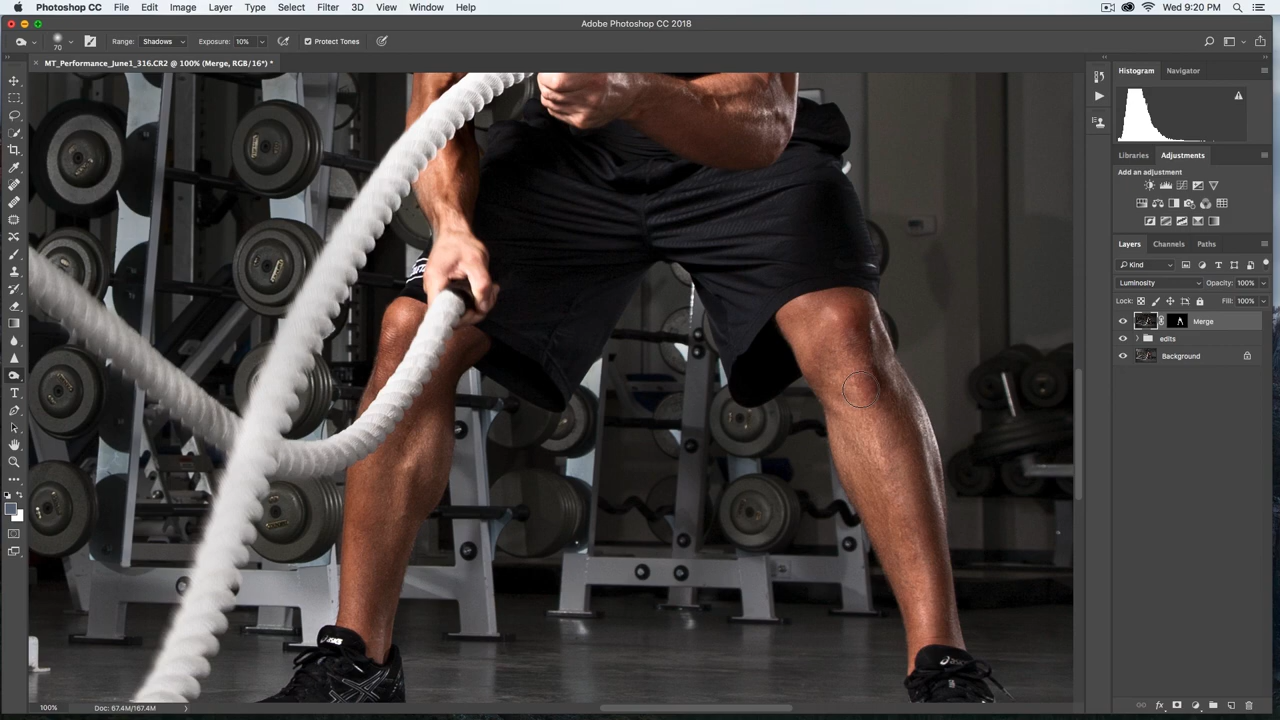 Photoshop CC File Edit Image Layer Type Select Filter 3D View Window Help Wed 9:20 PM
Adobe Photoshop CC 2018
70 Range: Shadows Exposure: 10% Protect Tones
MT_Performance_June1_316.CR2 @ 100% (Merge, RGB/16*) *
Histogram Navigator
Libraries Adjustments
Add an adjustment
Layers Channels Paths
Kind
Luminosity Opacity: 100%
Lock: Fill: 100%
Merge
edits
Background
asics
100% Doc: 67.4M/167.4M